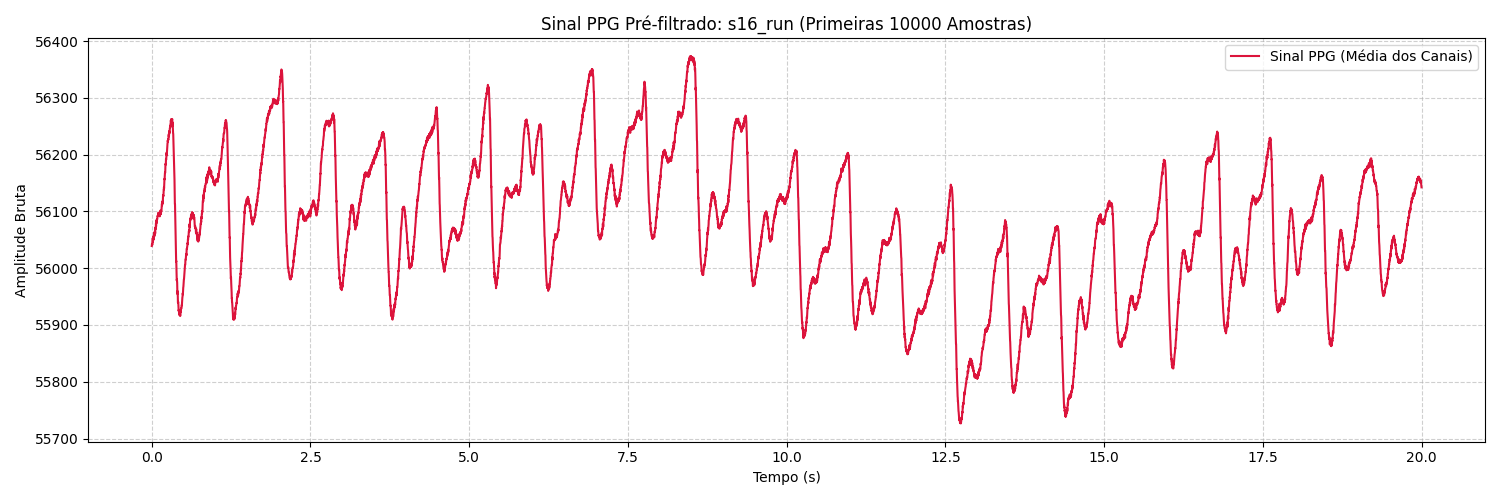 Sinal PPG Pré-filtrado: s16_run (Primeiras 10000 Amostras)
Sinal PPG (Média dos Canais)
Amplitude Bruta
56400
56300
56200
56100
56000
55900
55800
55700
0.0 2.5 5.0 7.5 10.0 12.5 15.0 17.5 20.0
Tempo (s)